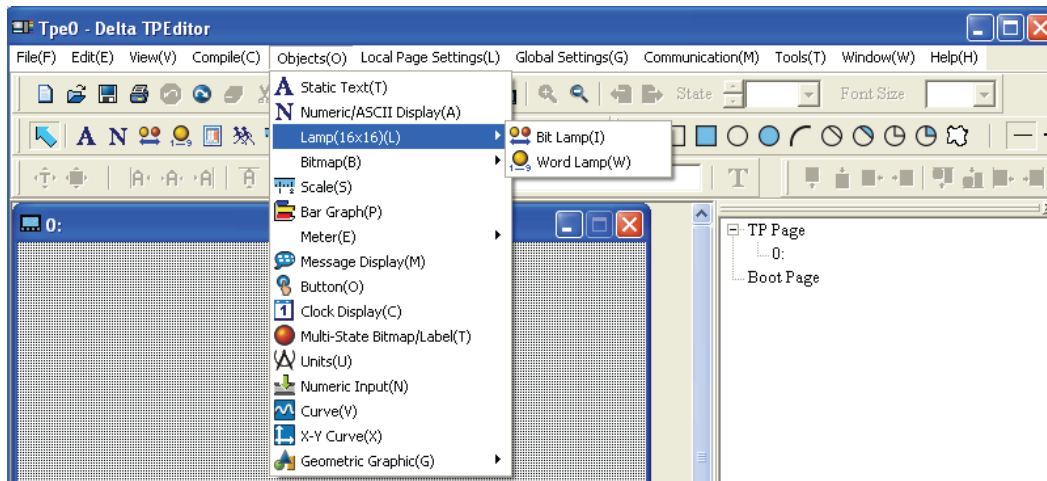 Tpe0 - Delta TPEditor
File(F) Edit(E) View(V) Compile(C) Objects(O) Local Page Settings(L) Global Settings(G) Communication(M) Tools(T) Window(W) Help(H)
State Font Size
A Static Text(T)
N Numeric/ASCII Display(A)
Lamp(16x16)(L)
Bit Lamp(I)
Word Lamp(W)
Bitmap(B)
Scale(S)
Bar Graph(P)
Meter(E)
Message Display(M)
Button(O)
1 Clock Display(C)
Multi-State Bitmap/Label(T)
Units(U)
Numeric Input(N)
Curve(V)
X-Y Curve(X)
Geometric Graphic(G)
0:
TP Page
0:
Boot Page